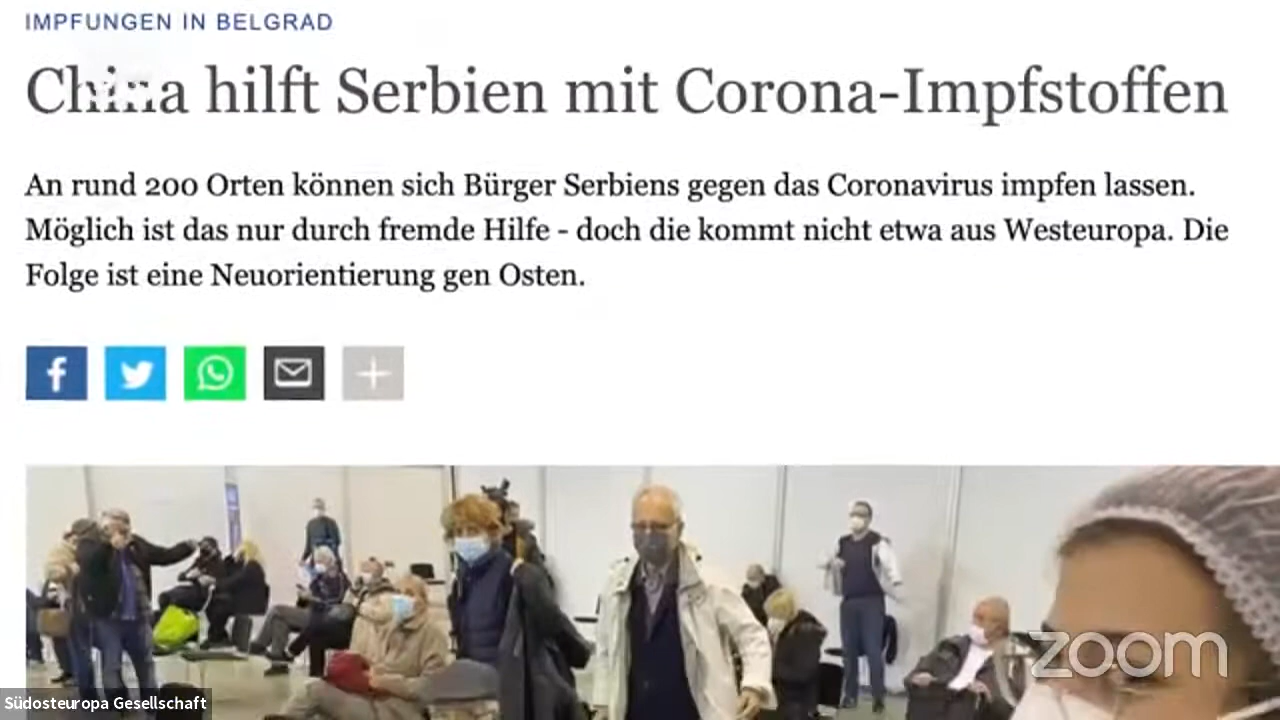 IMPFUNGEN IN BELGRAD
China hilft Serbien mit Corona-Impfstoffen
An rund 200 Orten können sich Bürger Serbiens gegen das Coronavirus impfen lassen.
Möglich ist das nur durch fremde Hilfe - doch die kommt nicht etwa aus Westeuropa. Die
Folge ist eine Neuorientierung gen Osten.
zoom
Südosteuropa Gesellschaft